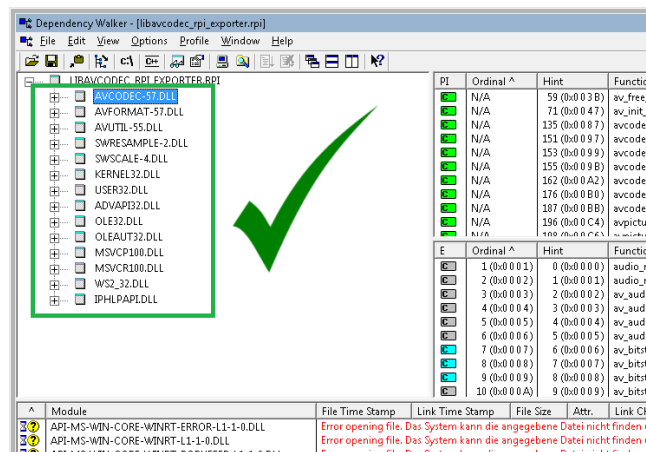 Dependency Walker - [libavcodec_rpi_exporter.rpi]
File Edit View Options Profile Window Help
c:\ C++
LIBAVCODEC_RPI_EXPORTER.RPI
AVCODEC-57.DLL
AVFORMAT-57.DLL
AVUTIL-55.DLL
SWRESAMPLE-2.DLL
SWSCALE-4.DLL
KERNEL32.DLL
USER32.DLL
ADVAPI32.DLL
OLE32.DLL
OLEAUT32.DLL
MSVCP100.DLL
MSVCR100.DLL
WS2_32.DLL
IPHLPAPI.DLL
PI Ordinal ^ Hint Functio
C N/A 59 (0x003B) av_free_
C N/A 71 (0x0047) av_init_
C N/A 135 (0x0087) avcode
C N/A 151 (0x0097) avcode
C N/A 153 (0x0099) avcode
C N/A 155 (0x009B) avcode
C N/A 162 (0x00A2) avcode
C N/A 176 (0x00B0) avcode
C N/A 187 (0x00BB) avcode
C N/A 196 (0x00C4) avpictu
C N/A 198 (0x00C6) avpictu
E Ordinal ^ Hint Functio
C 1 (0x0001) 0 (0x0000) audio_r
C 2 (0x0002) 1 (0x0001) audio_r
C 3 (0x0003) 2 (0x0002) av_aud
C 4 (0x0004) 3 (0x0003) av_aud
C 5 (0x0005) 4 (0x0004) av_aud
C 6 (0x0006) 5 (0x0005) av_aud
C 7 (0x0007) 6 (0x0006) av_bits
C 8 (0x0008) 7 (0x0007) av_bits
C 9 (0x0009) 8 (0x0008) av_bits
C 10 (0x000A) 9 (0x0009) av_bits
^ Module File Time Stamp Link Time Stamp File Size Attr. Link Ch
API-MS-WIN-CORE-WINRT-ERROR-L1-1-0.DLL Error opening file. Das System kann die angegebene Datei nicht finden
API-MS-WIN-CORE-WINRT-L1-1-0.DLL Error opening file. Das System kann die angegebene Datei nicht finden